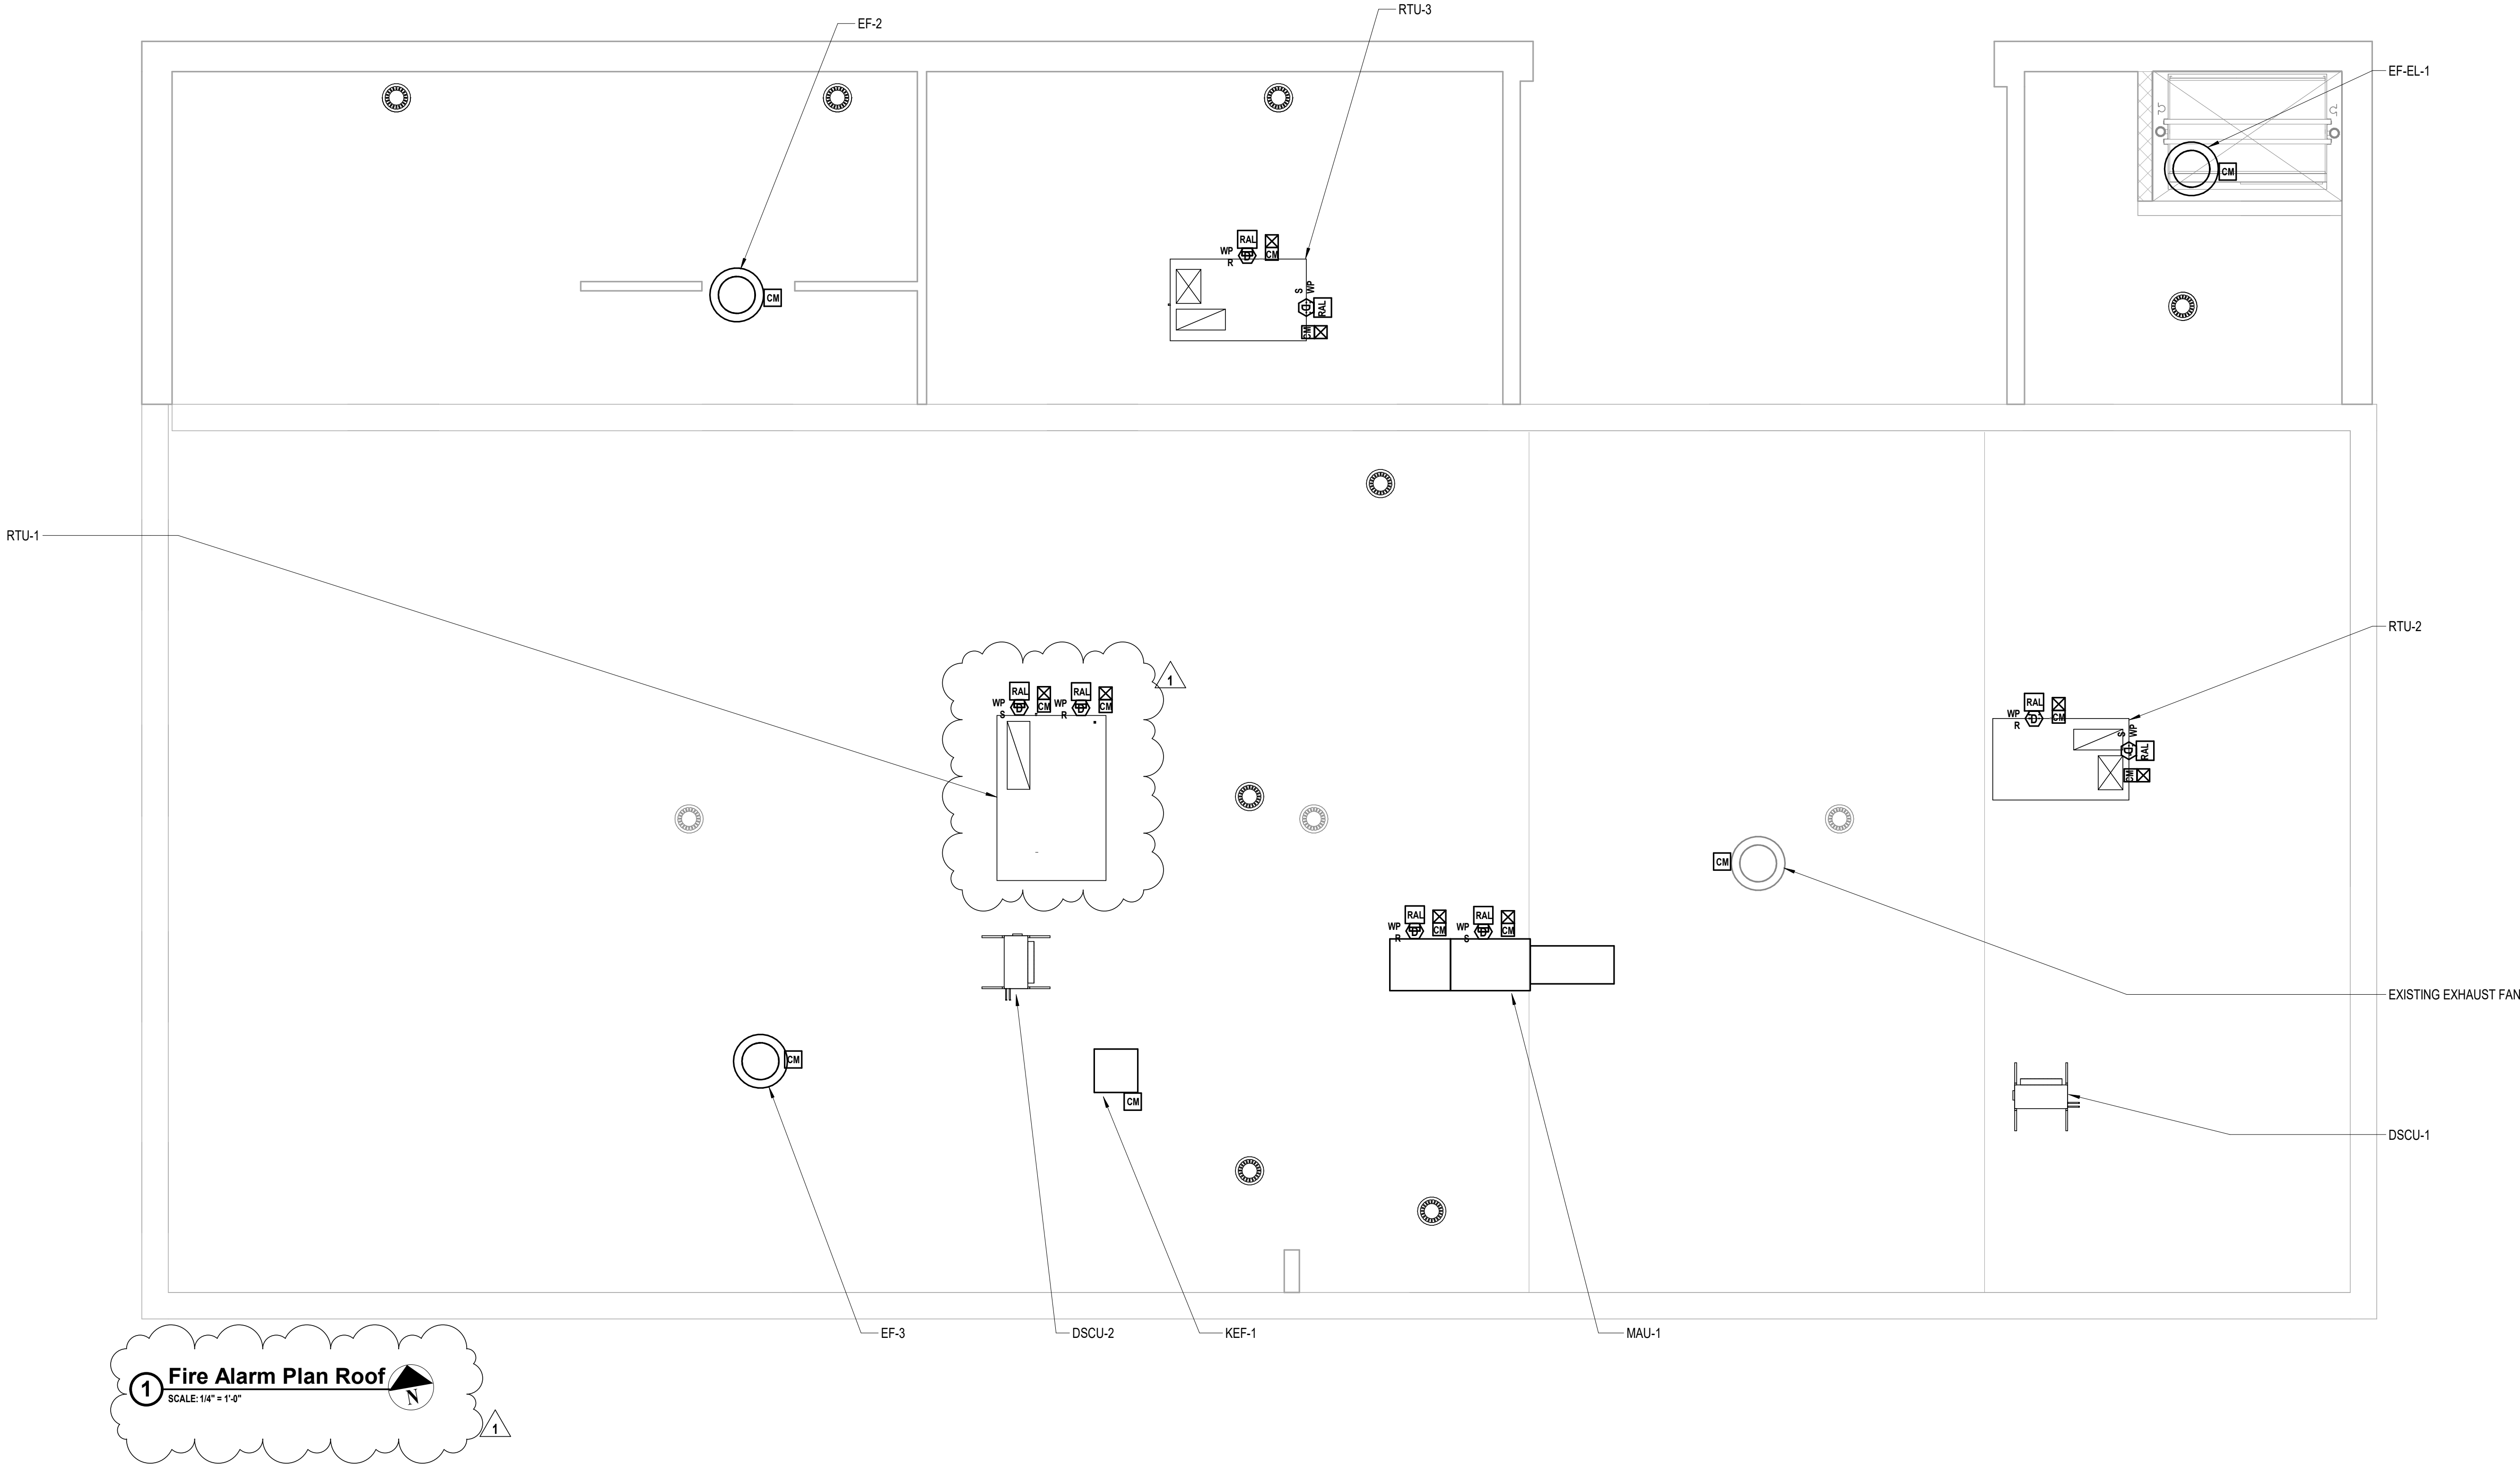 EF-2
RTU-3
EF-EL-1
CM
RAL
WP
R
D
CM
CM
S
WP
D
RAL
CM
RTU-1
RTU-2
1
RAL
WP
S
D
CM
RAL
WP
R
D
CM
RAL
WP
R
D
CM
S
WP
D
RAL
CM
CM
RAL
WP
R
D
CM
RAL
WP
S
D
CM
EXISTING EXHAUST FAN
CM
CM
DSCU-1
EF-3
DSCU-2
KEF-1
MAU-1
1
Fire Alarm Plan Roof
SCALE: 1/4" = 1'-0"
N
1